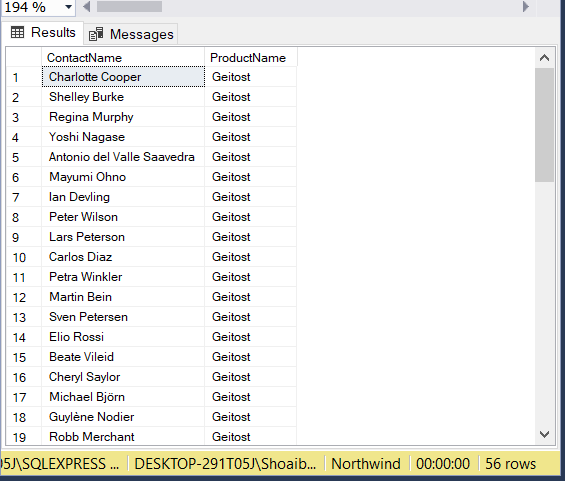 194 %
Results Messages
ContactName ProductName
1 Charlotte Cooper Geitost
2 Shelley Burke Geitost
3 Regina Murphy Geitost
4 Yoshi Nagase Geitost
5 Antonio del Valle Saavedra Geitost
6 Mayumi Ohno Geitost
7 Ian Devling Geitost
8 Peter Wilson Geitost
9 Lars Peterson Geitost
10 Carlos Diaz Geitost
11 Petra Winkler Geitost
12 Martin Bein Geitost
13 Sven Petersen Geitost
14 Elio Rossi Geitost
15 Beate Vileid Geitost
16 Cheryl Saylor Geitost
17 Michael Björn Geitost
18 Guylène Nodier Geitost
19 Robb Merchant Geitost
05J\SQLEXPRESS ... DESKTOP-291T05J\Shoaib... Northwind 00:00:00 56 rows